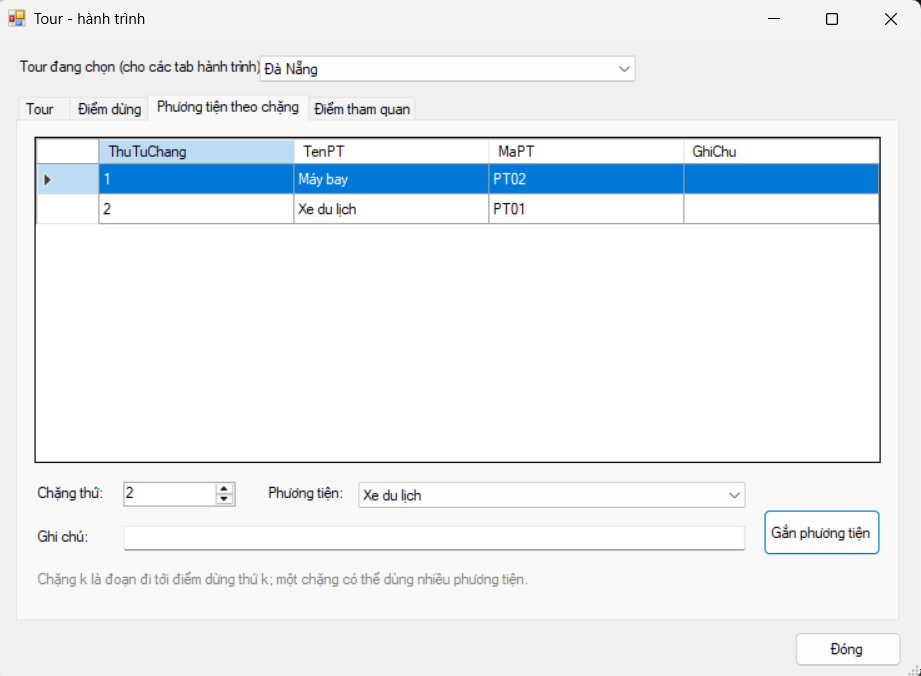 Tour - hành trình
Tour đang chọn (cho các tab hành trình) Đà Nẵng
Tour Điểm dừng Phương tiện theo chặng Điểm tham quan
ThuTuChang TenPT MaPT GhiChu
1 Máy bay PT02
2 Xe du lịch PT01
Chặng thứ: 2 Phương tiện: Xe du lịch
Ghi chú:
Gắn phương tiện
Chặng k là đoạn đi tới điểm dừng thứ k; một chặng có thể dùng nhiều phương tiện.
Đóng